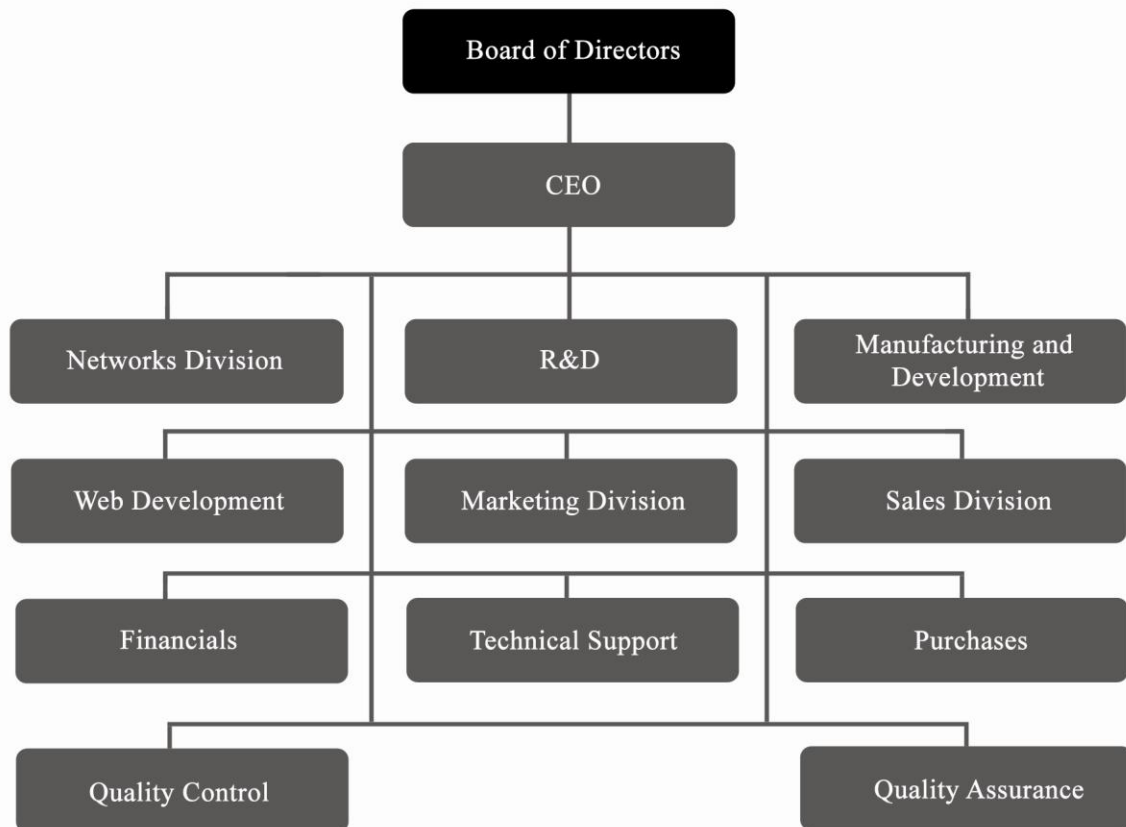 Board of Directors
CEO
Networks Division
R&D
Manufacturing and
Development
Web Development
Marketing Division
Sales Division
Financials
Technical Support
Purchases
Quality Control
Quality Assurance